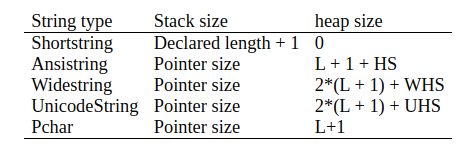 String type Stack size heap size
Shortstring Declared length + 1 0
Ansistring Pointer size L + 1 + HS
Widestring Pointer size 2*(L + 1) + WHS
UnicodeString Pointer size 2*(L + 1) + UHS
Pchar Pointer size L+1